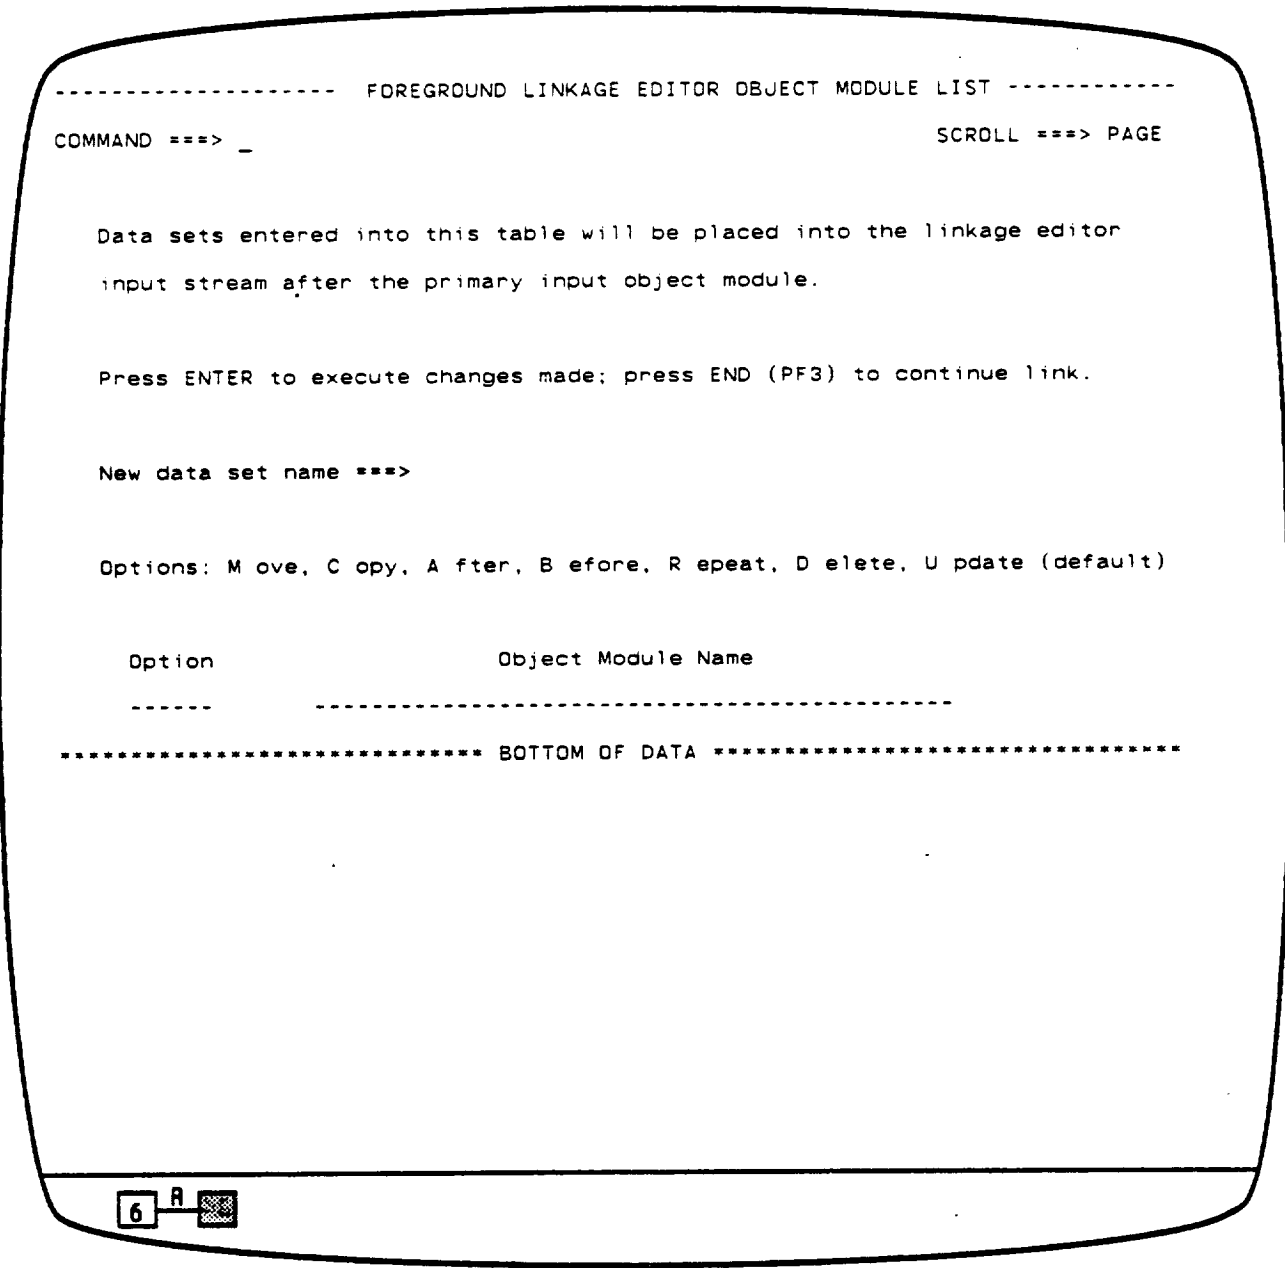 -------------------- FOREGROUND LINKAGE EDITOR OBJECT MODULE LIST ------------
COMMAND ===> _ SCROLL ===> PAGE
Data sets entered into this table will be placed into the linkage editor
input stream after the primary input object module.
Press ENTER to execute changes made; press END (PF3) to continue link.
New data set name ===>
Options: M ove, C opy, A fter, B efore, R epeat, D elete, U pdate (default)
Option Object Module Name
------ ---------------------------------------------
****************************** BOTTOM OF DATA *********************************
6 A